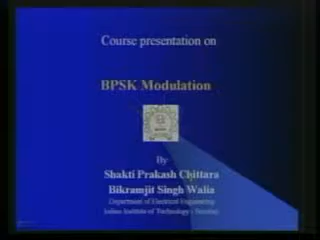 Course presentation on
BPSK Modulation
By
Shakti Prakash Chittara
Bikramjit Singh Walia
Department of Electrical Engineering
Indian Institute of Technology - Bombay